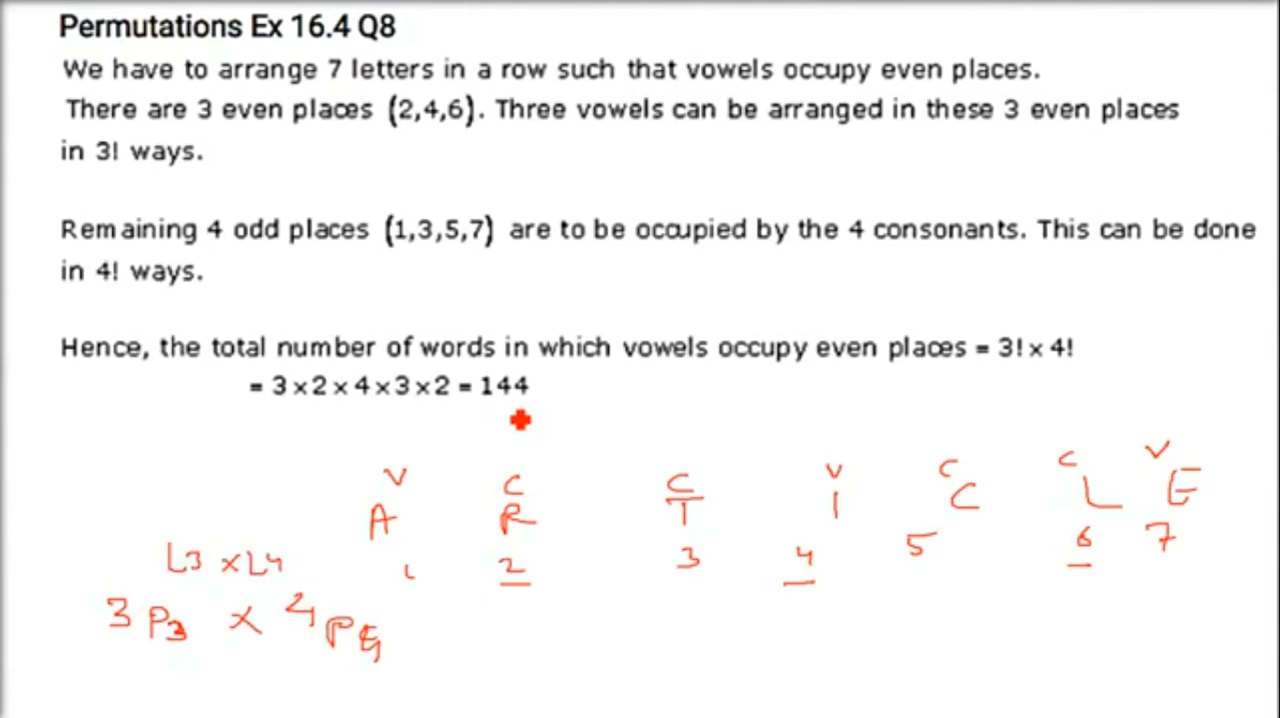 Permutations Ex 16.4 Q8
We have to arrange 7 letters in a row such that vowels occupy even places.
There are 3 even places (2,4,6). Three vowels can be arranged in these 3 even places
in 3! ways.
Remaining 4 odd places (1,3,5,7) are to be occupied by the 4 consonants. This can be done
in 4! ways.
Hence, the total number of words in which vowels occupy even places = 3! × 4!
= 3 × 2 × 4 × 3 × 2 = 144
V C C V C C V
A R T I C L E
1 2 3 4 5 6 7
L3 × L4
3P3 × 4P4